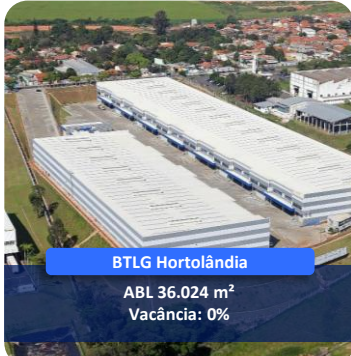 BTLG Hortolândia
ABL 36.024 m²
Vacância: 0%